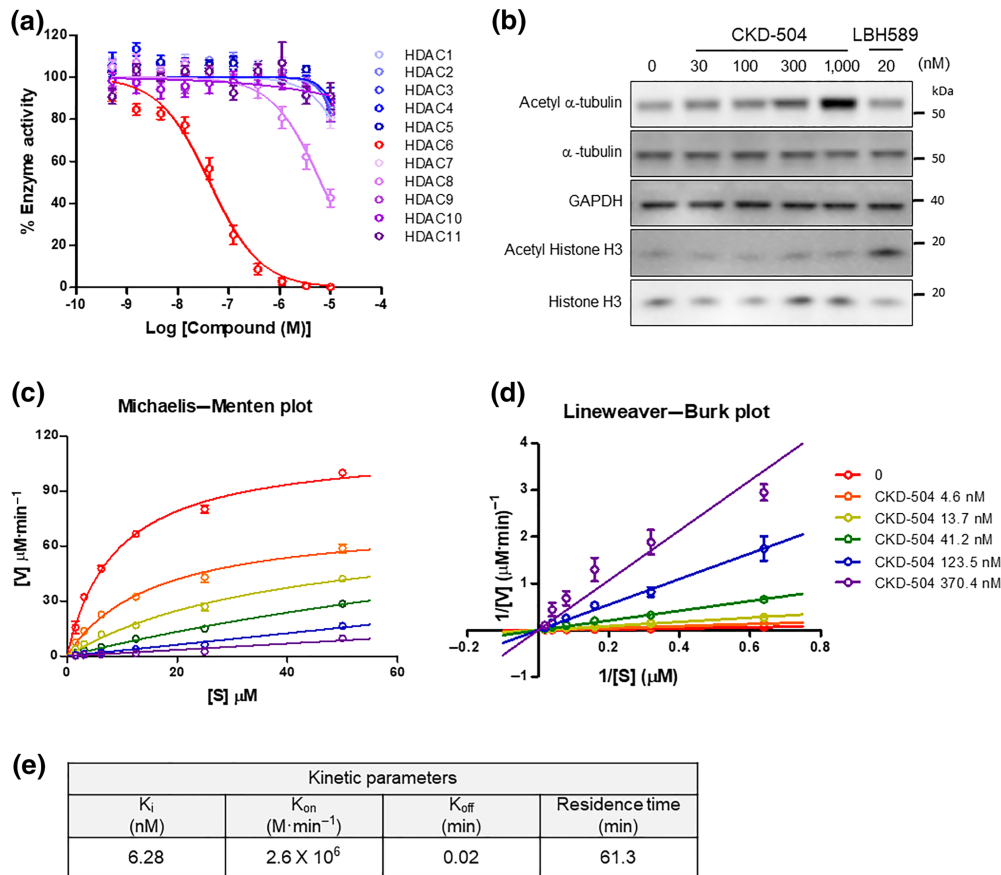 (a)
120
100
80
60
40
20
0
% Enzyme activity
-10 -9 -8 -7 -6 -5 -4
Log [Compound (M)]
HDAC1
HDAC2
HDAC3
HDAC4
HDAC5
HDAC6
HDAC7
HDAC8
HDAC9
HDAC10
HDAC11
(b)
CKD-504 LBH589
0 30 100 300 1,000 20 (nM)
kDa
Acetyl α-tubulin 50
α-tubulin 50
GAPDH 40
Acetyl Histone H3 20
Histone H3 20
(c)
Michaelis—Menten plot
120
90
60
30
0
[V] μM·min⁻¹
0 20 40 60
[S] μM
(d)
Lineweaver—Burk plot
4
3
2
1
-1
1/[V] (μM·min)⁻¹
-0.2 0.2 0.4 0.6 0.8
1/[S] (μM)
0
CKD-504 4.6 nM
CKD-504 13.7 nM
CKD-504 41.2 nM
CKD-504 123.5 nM
CKD-504 370.4 nM
(e)
Kinetic parameters
Kᵢ Kₒₙ Kₒff Residence time
(nM) (M·min⁻¹) (min) (min)
6.28 2.6 X 10⁶ 0.02 61.3